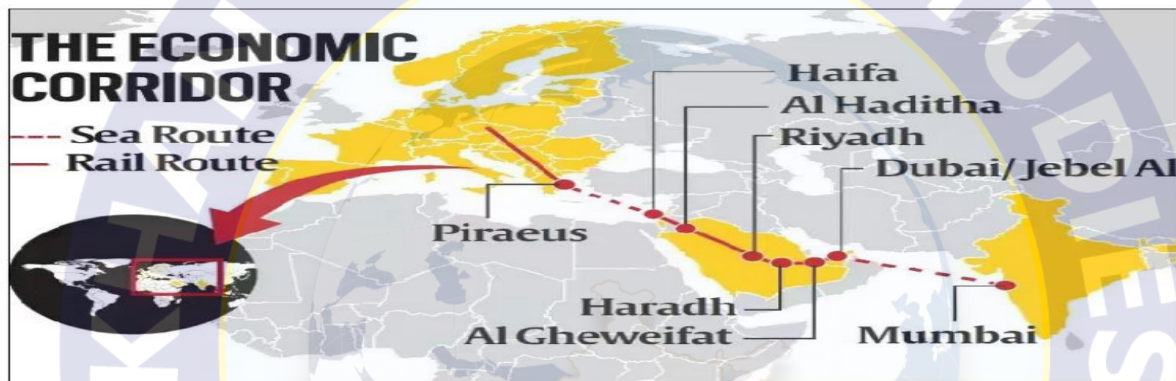 THE ECONOMIC
CORRIDOR
Sea Route
Rail Route
Haifa
Al Haditha
Riyadh
Dubai/ Jebel Al
Piraeus
Haradh
Al Gheweifat
Mumbai